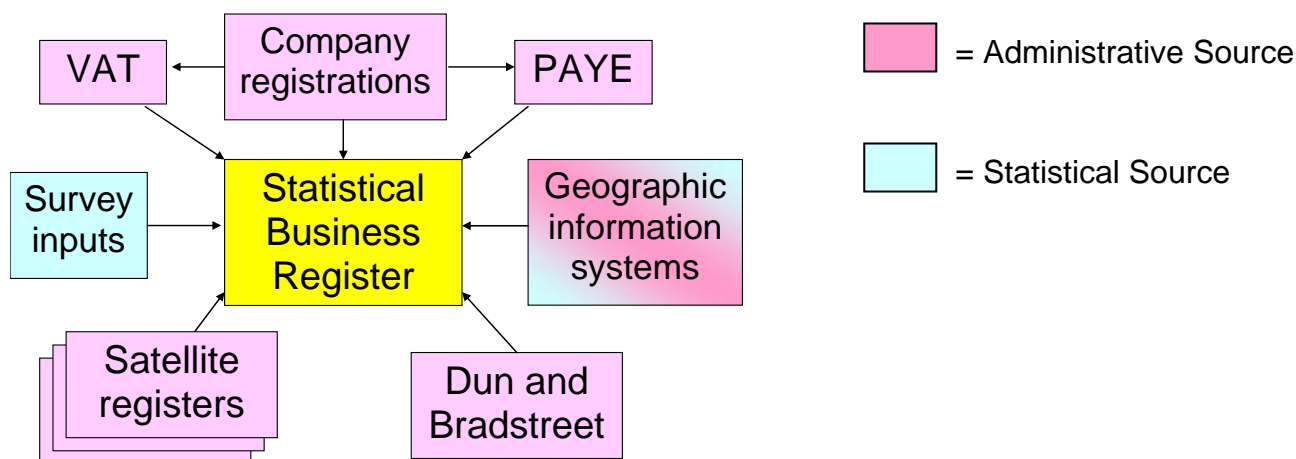 VAT
Company
registrations
PAYE
= Administrative Source
= Statistical Source
Survey
inputs
Statistical
Business
Register
Geographic
information
systems
Satellite
registers
Dun and
Bradstreet